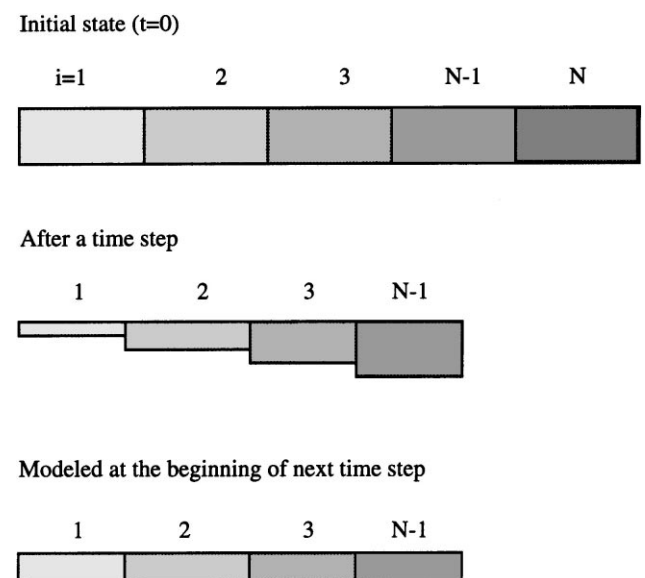 Initial state (t=0)
i=1 2 3 N-1 N
After a time step
1 2 3 N-1
Modeled at the beginning of next time step
1 2 3 N-1